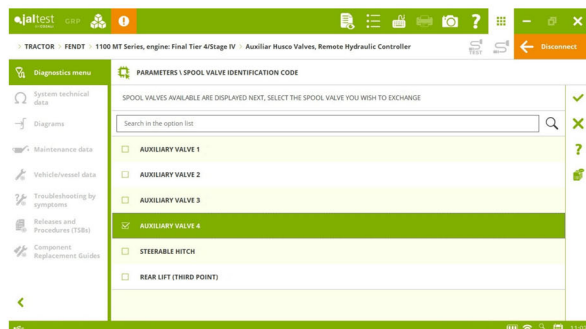 jaltest
GRP
TEST
TRACTOR > FENDT > 1100 MT Series, engine: Final Tier 4/Stage IV > Auxiliar Husco Valves, Remote Hydraulic Controller
Disconnect
Diagnostics menu
PARAMETERS \ SPOOL VALVE IDENTIFICATION CODE
System technical
data
SPOOL VALVES AVAILABLE ARE DISPLAYED NEXT, SELECT THE SPOOL VALVE YOU WISH TO EXCHANGE
Diagrams
Search in the option list
Maintenance data
AUXILIARY VALVE 1
Vehicle/vessel data
AUXILIARY VALVE 2
Troubleshooting by
symptoms
AUXILIARY VALVE 3
Releases and
Procedures (TSBs)
AUXILIARY VALVE 4
Component
Replacement Guides
STEERABLE HITCH
REAR LIFT (THIRD POINT)